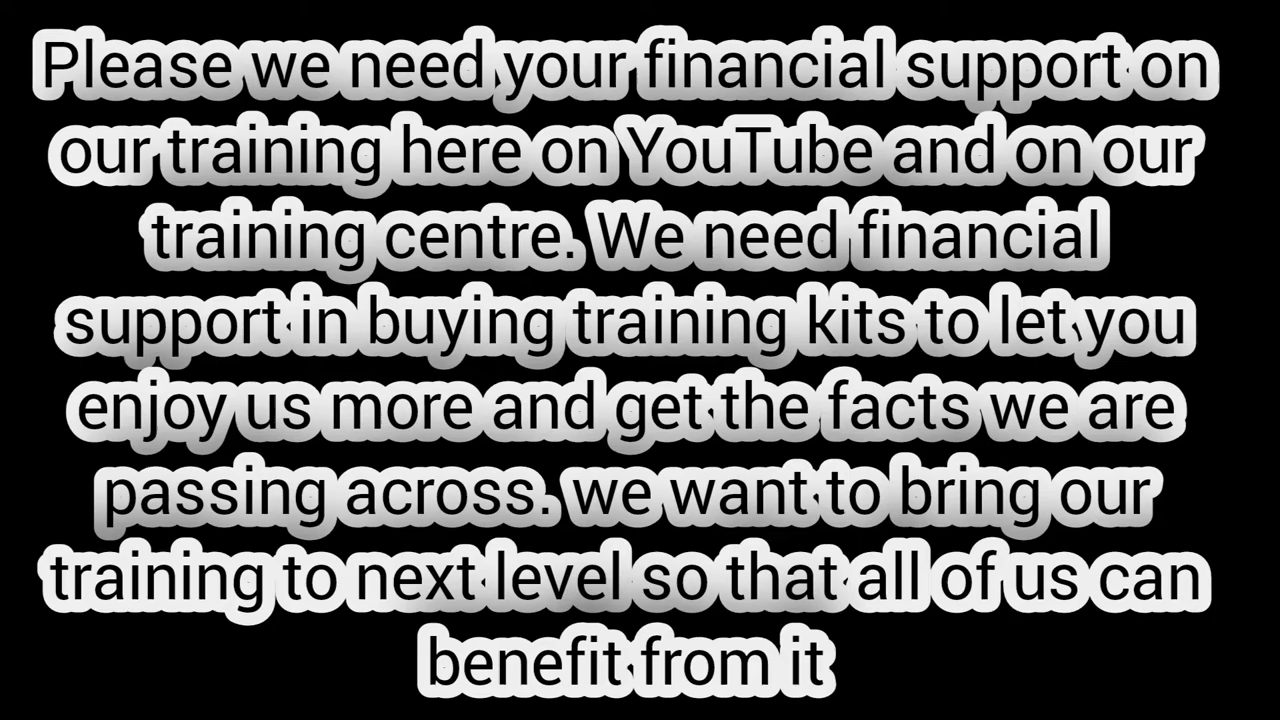 Please we need your financial support on
our training here on YouTube and on our
training centre. We need financial
support in buying training kits to let you
enjoy us more and get the facts we are
passing across. we want to bring our
training to next level so that all of us can
benefit from it